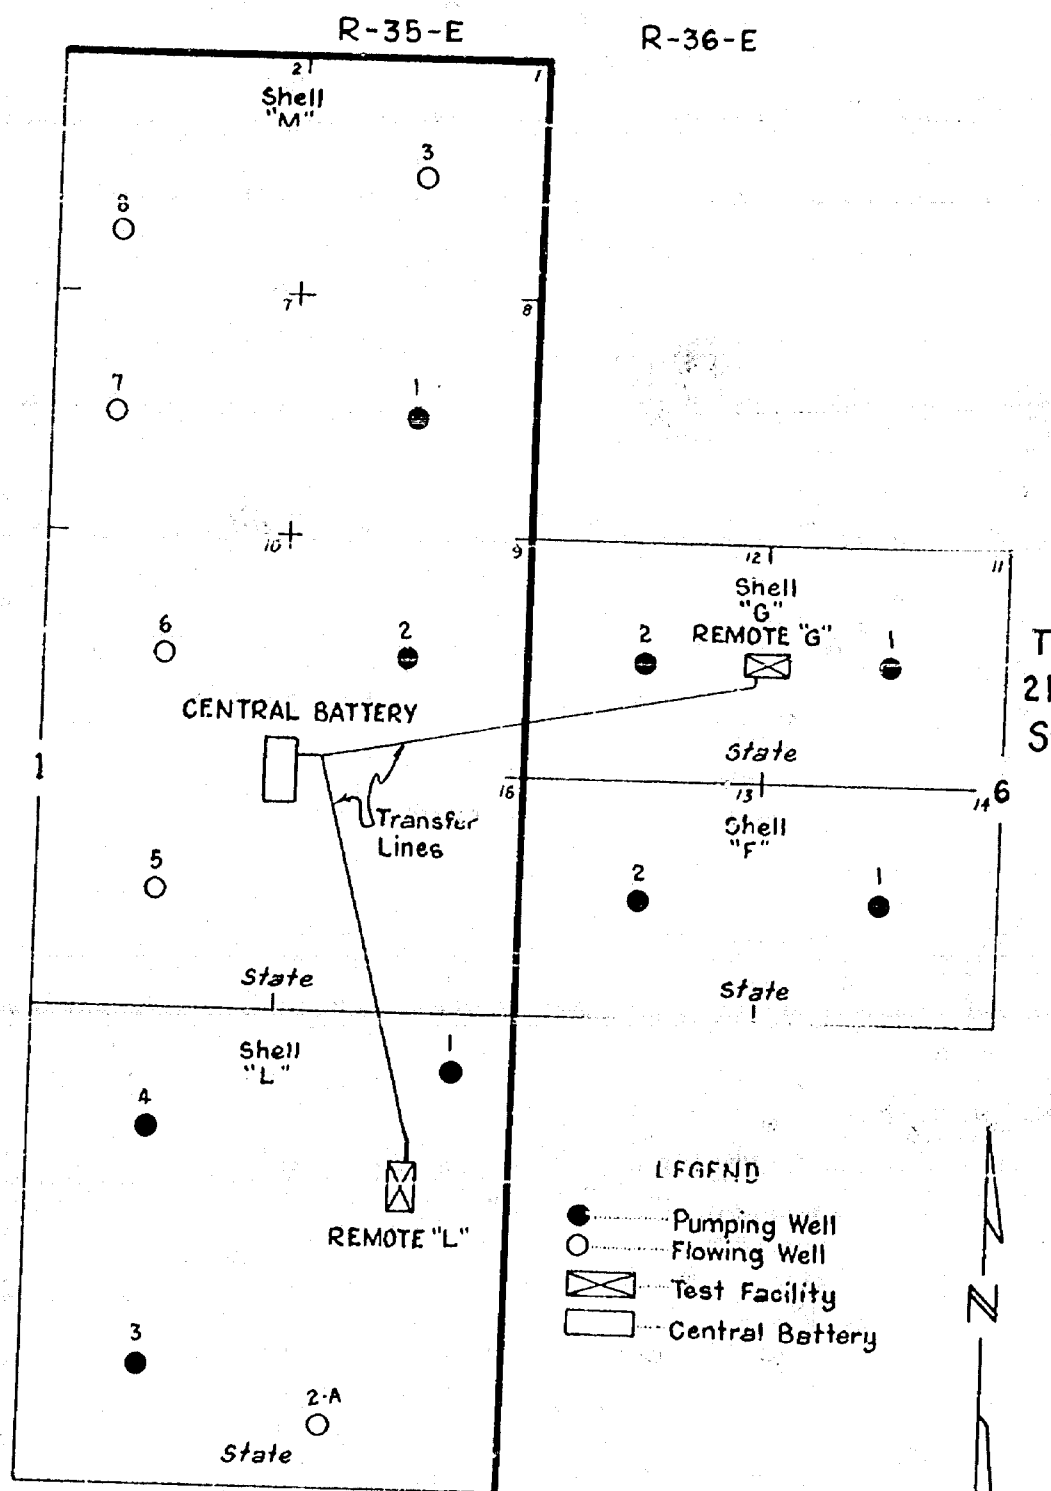 R-35-E
R-36-E
2
1
Shell
"M"
3
8
7
8
7
1
10
9
12
11
Shell
"G"
REMOTE "G"
6
2
2
1
T
21
S
CENTRAL BATTERY
State
1
16
13
14
6
Transfer
Lines
Shell
"F"
5
2
1
State
State
Shell
"L"
1
4
REMOTE "L"
LEGEND
Pumping Well
Flowing Well
Test Facility
Central Battery
N
3
2-A
State